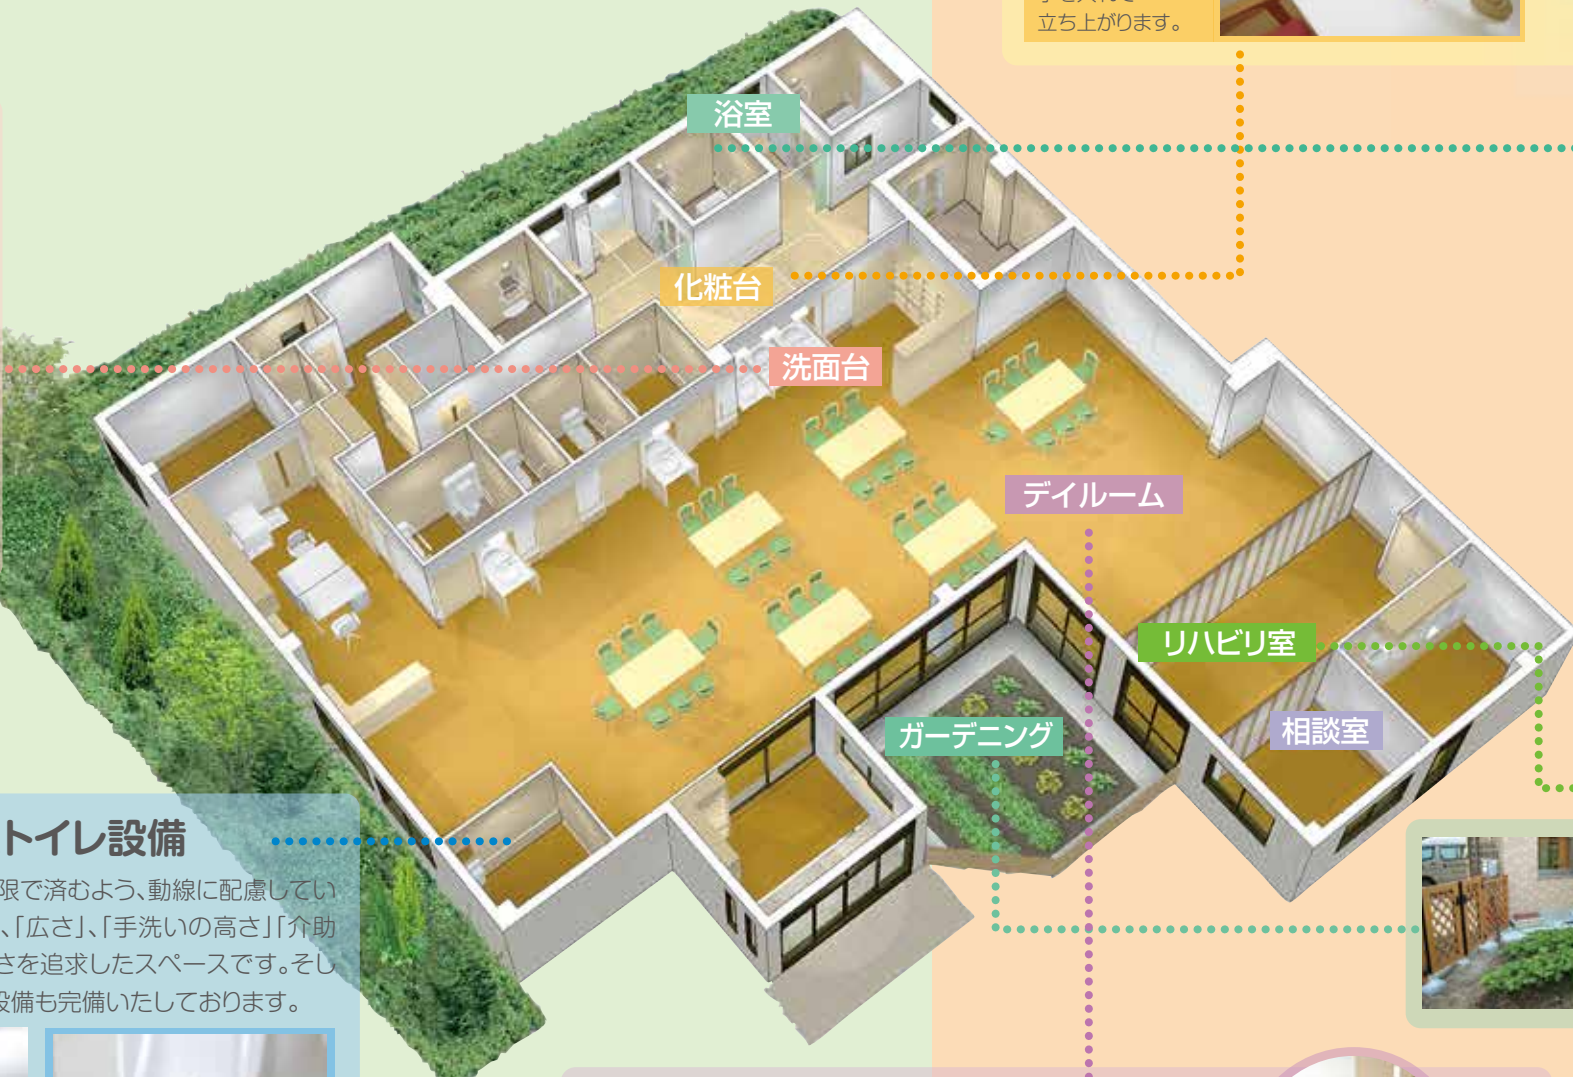 立ち上がります。
浴室
化粧台
洗面台
デイルーム
リハビリ室
ガーデニング
相談室
トイレ設備
限で済むよう、動線に配慮してい
、「広さ」、「手洗いの高さ」「介助
さを追求したスペースです。そし
設備も完備いたしております。